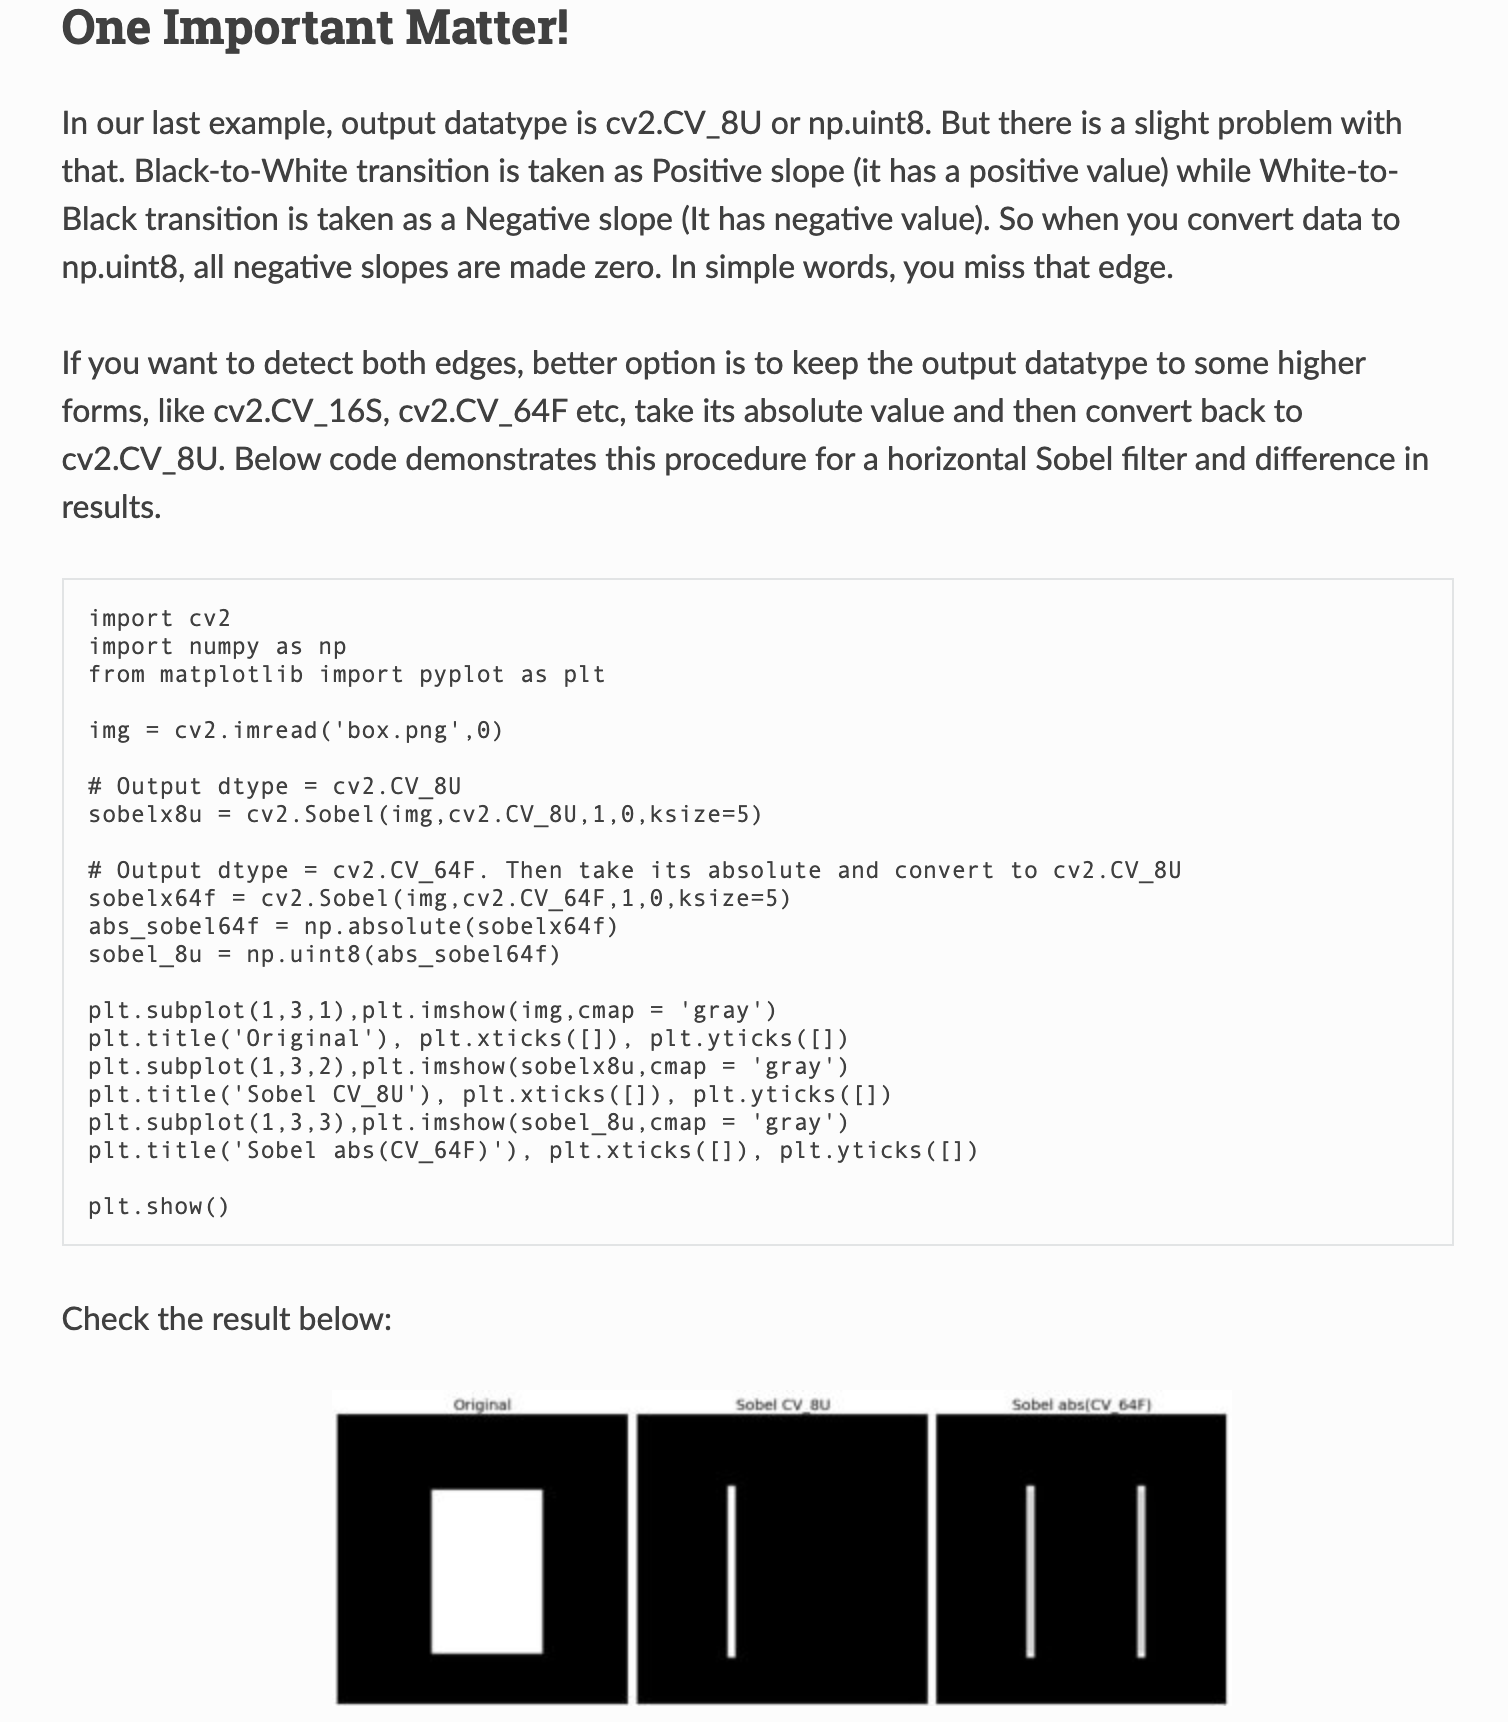 One Important Matter!
In our last example, output datatype is cv2.CV_8U or np.uint8. But there is a slight problem with
that. Black-to-White transition is taken as Positive slope (it has a positive value) while White-to-
Black transition is taken as a Negative slope (It has negative value). So when you convert data to
np.uint8, all negative slopes are made zero. In simple words, you miss that edge.
If you want to detect both edges, better option is to keep the output datatype to some higher
forms, like cv2.CV_16S, cv2.CV_64F etc, take its absolute value and then convert back to
cv2.CV_8U. Below code demonstrates this procedure for a horizontal Sobel filter and difference in
results.
import cv2
import numpy as np
from matplotlib import pyplot as plt
img = cv2.imread('box.png',0)
# Output dtype = cv2.CV_8U
sobelx8u = cv2.Sobel(img,cv2.CV_8U,1,0,ksize=5)
# Output dtype = cv2.CV_64F. Then take its absolute and convert to cv2.CV_8U
sobelx64f = cv2.Sobel(img,cv2.CV_64F,1,0,ksize=5)
abs_sobel64f = np.absolute(sobelx64f)
sobel_8u = np.uint8(abs_sobel64f)
plt.subplot(1,3,1),plt.imshow(img,cmap = 'gray')
plt.title('Original'), plt.xticks([]), plt.yticks([])
plt.subplot(1,3,2),plt.imshow(sobelx8u,cmap = 'gray')
plt.title('Sobel CV_8U'), plt.xticks([]), plt.yticks([])
plt.subplot(1,3,3),plt.imshow(sobel_8u,cmap = 'gray')
plt.title('Sobel abs(CV_64F)'), plt.xticks([]), plt.yticks([])
plt.show()
Check the result below:
Original Sobel CV_8U Sobel abs(CV_64F)